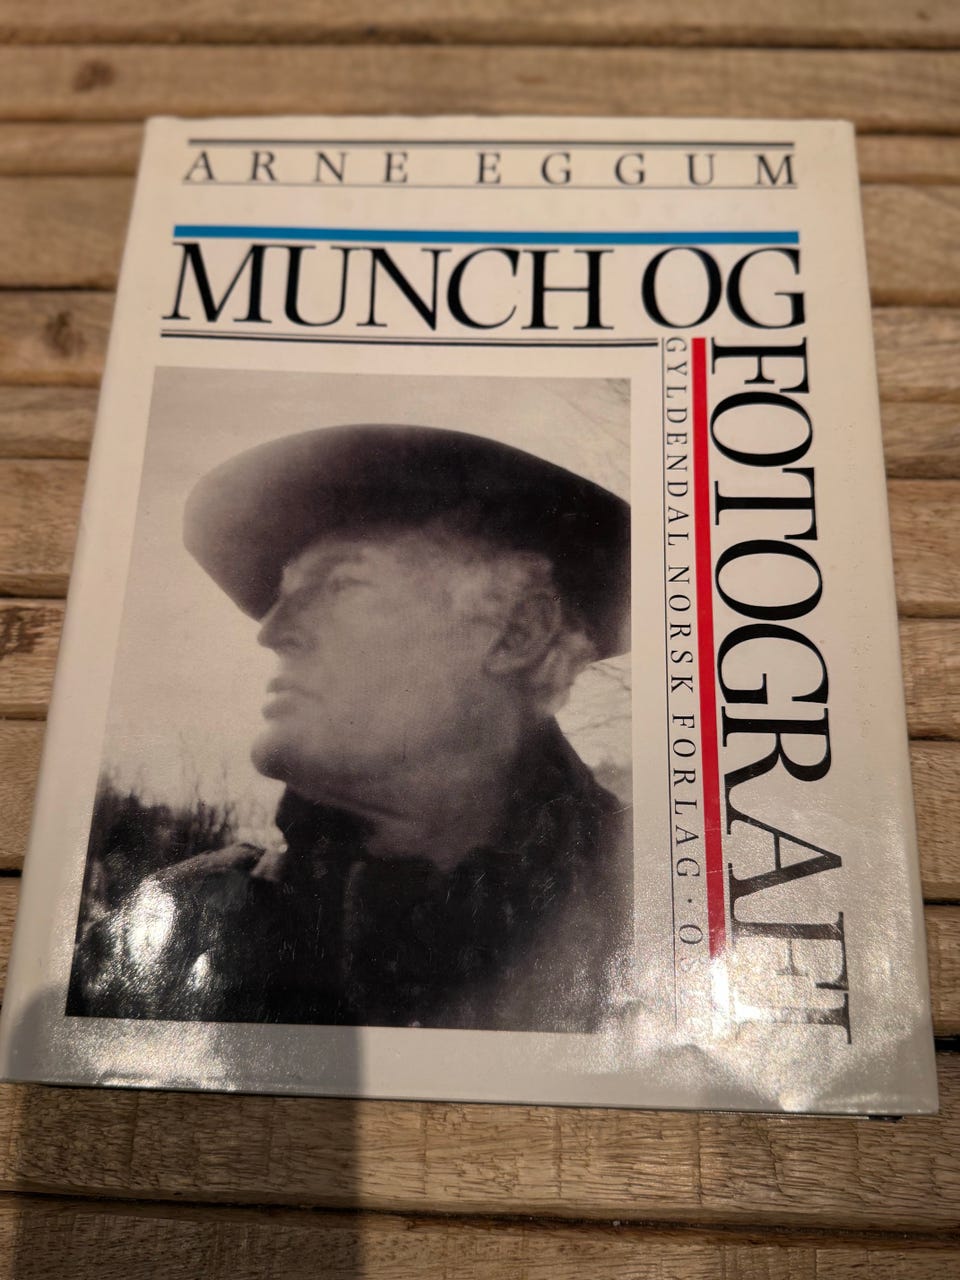 ARNE EGGUM
MUNCH OG
FOTOGRAFI
GYLDENDAL NORSK FORLAG ·